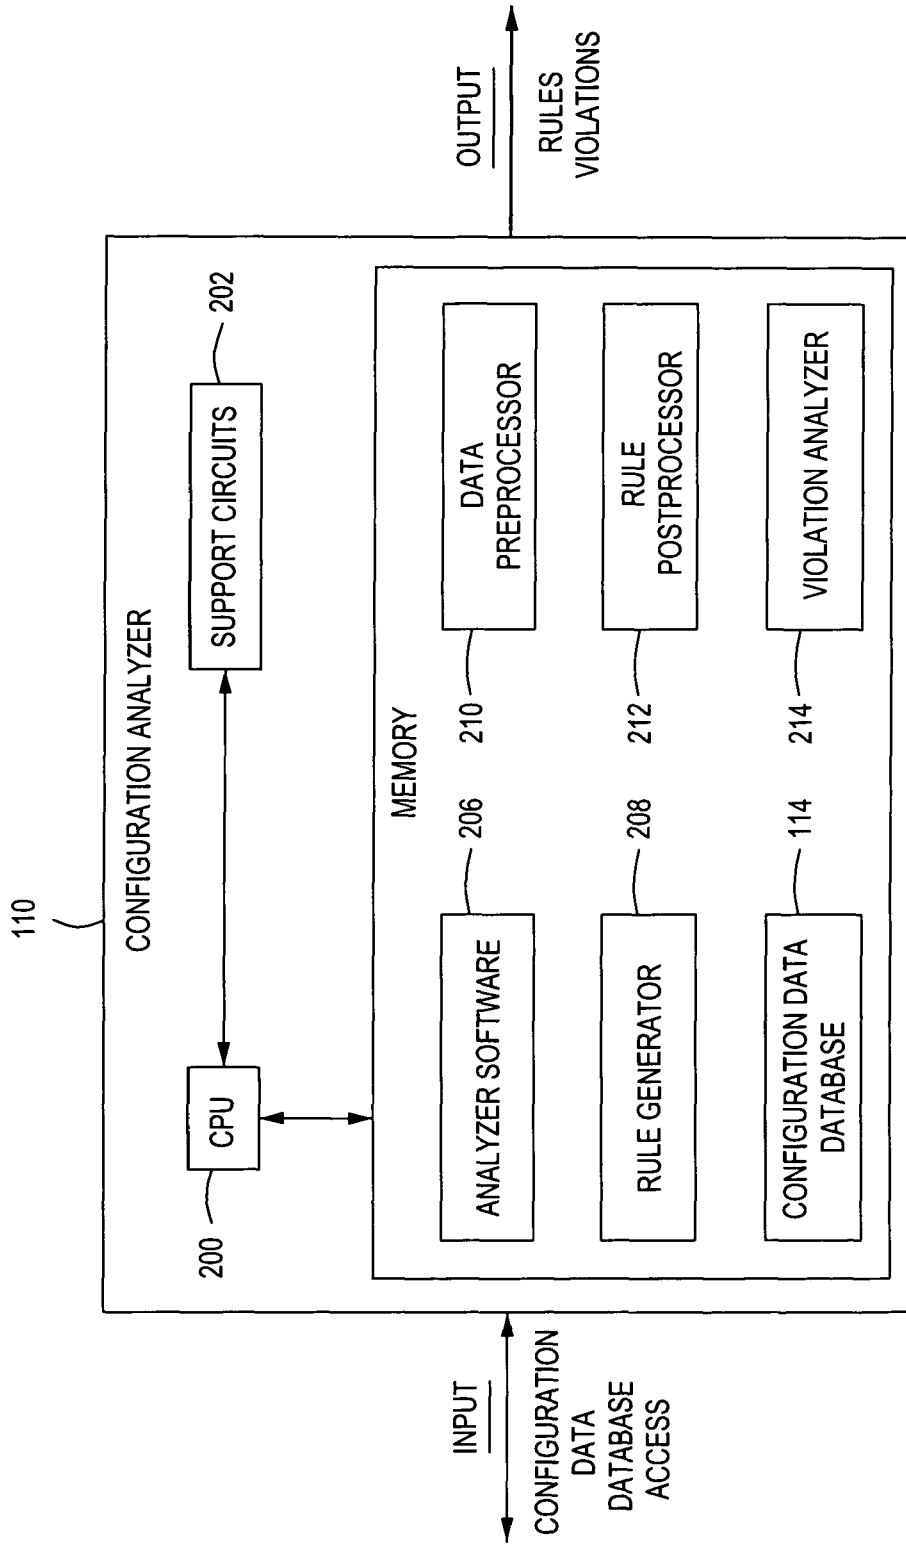 110
CONFIGURATION ANALYZER
CPU
200
SUPPORT CIRCUITS
202
MEMORY
ANALYZER SOFTWARE
206
210
DATA
PREPROCESSOR
RULE GENERATOR
208
212
RULE
POSTPROCESSOR
CONFIGURATION DATA
DATABASE
114
214
VIOLATION ANALYZER
INPUT
CONFIGURATION
DATA
DATABASE
ACCESS
OUTPUT
RULES
VIOLATIONS